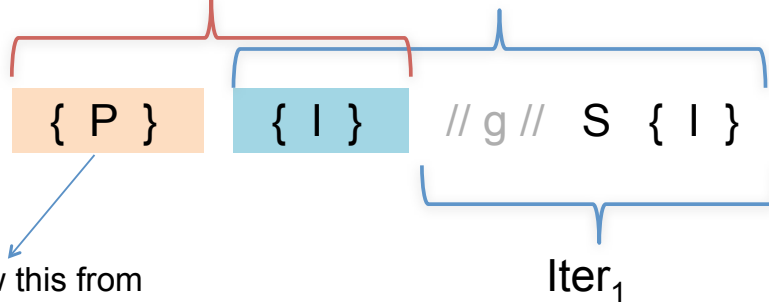 { P } { I } // g // S { I }
this from
Iter₁